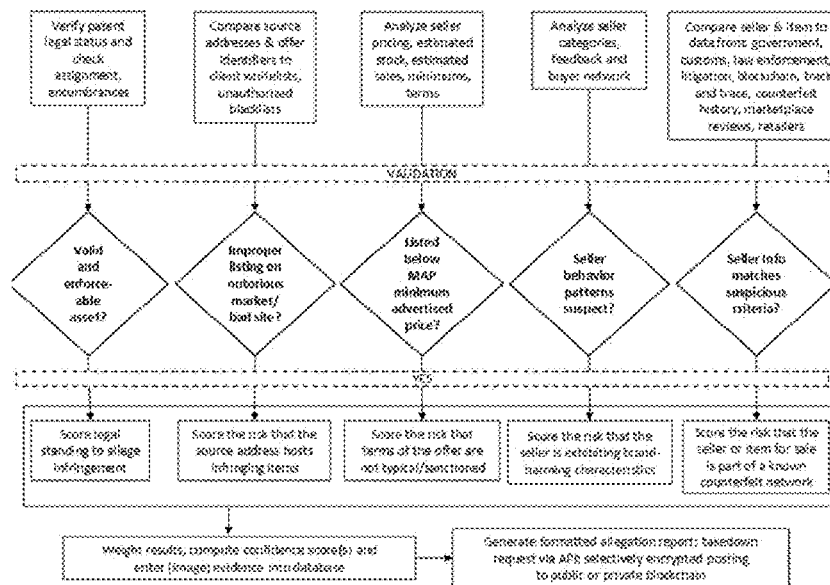 Verify patent
legal status and
check
assignment,
encumbrances
Compare source
addresses & offer
identifiers to
client whitelists,
unauthorized
blacklists
Analyze seller
pricing, estimated
stock, estimated
sales, minimums,
terms
Analyze seller
categories,
feedback and
buyer network
Compare seller & item to
data from government,
customs, law enforcement,
litigation, blockchain, track
and trace, counterfeit
history, marketplace
reviews, retailers
VALIDATION
Valid
and
enforce-
able
asset?
Improper
listing on
notorious
market/
bad site?
Listed
below
MAP
minimum
advertised
price?
Seller
behavior
patterns
suspect?
Seller info
matches
suspicious
criteria?
YES
Score legal
standing to allege
infringement
Score the risk that the
source address hosts
infringing items
Score the risk that
terms of the offer are
not typical/sanctioned
Score the risk that the
seller is exhibiting brand-
harming characteristics
Score the risk that the
seller or item for sale
is part of a known
counterfeit network
Weight results, compute confidence score(s) and
enter (image) evidence into database
Generate formatted allegation reports; takedown
request via API; selectively encrypted posting
to public or private blockchain